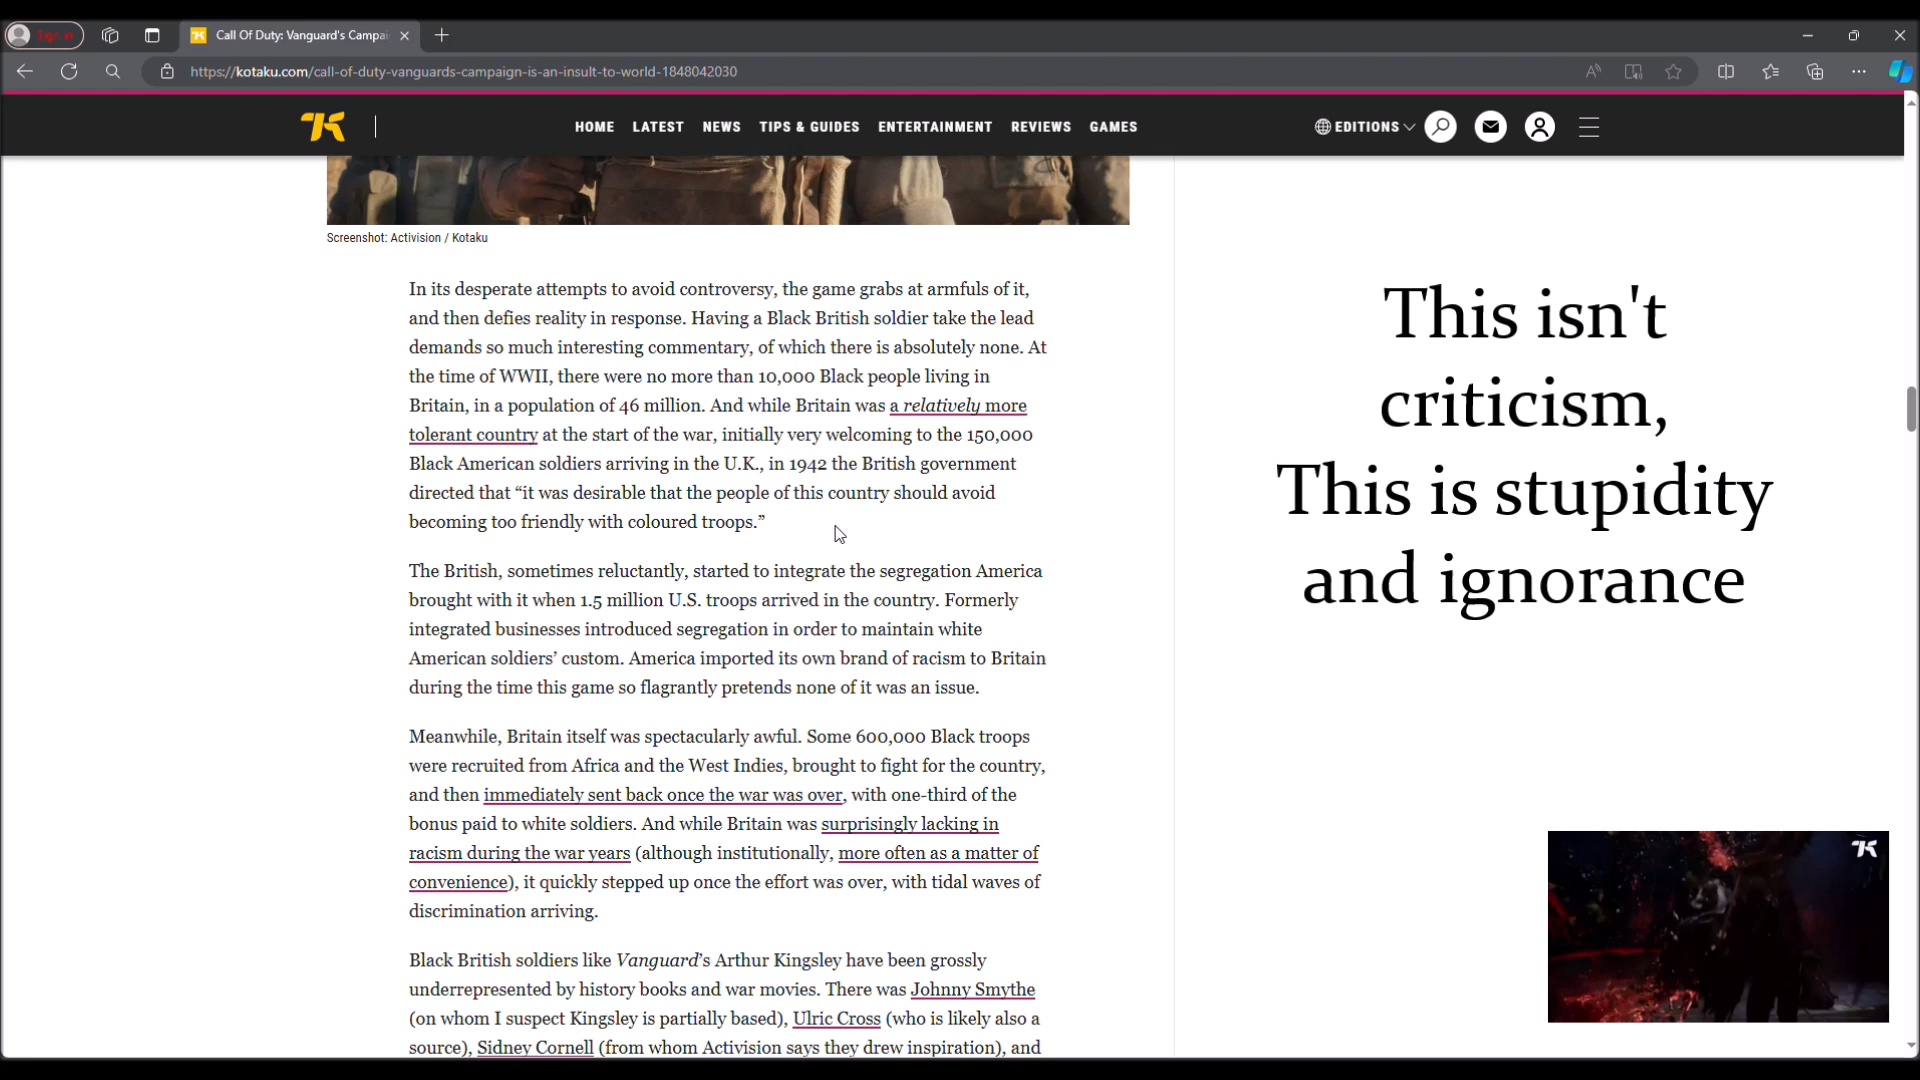 Sign in
Call Of Duty: Vanguard's Campai
https://kotaku.com/call-of-duty-vanguards-campaign-is-an-insult-to-world-1848042030
HOME LATEST NEWS TIPS & GUIDES ENTERTAINMENT REVIEWS GAMES
EDITIONS
Screenshot: Activision / Kotaku
In its desperate attempts to avoid controversy, the game grabs at armfuls of it,
and then defies reality in response. Having a Black British soldier take the lead
demands so much interesting commentary, of which there is absolutely none. At
the time of WWII, there were no more than 10,000 Black people living in
Britain, in a population of 46 million. And while Britain was a relatively more
tolerant country at the start of the war, initially very welcoming to the 150,000
Black American soldiers arriving in the U.K., in 1942 the British government
directed that “it was desirable that the people of this country should avoid
becoming too friendly with coloured troops.”
The British, sometimes reluctantly, started to integrate the segregation America
brought with it when 1.5 million U.S. troops arrived in the country. Formerly
integrated businesses introduced segregation in order to maintain white
American soldiers’ custom. America imported its own brand of racism to Britain
during the time this game so flagrantly pretends none of it was an issue.
Meanwhile, Britain itself was spectacularly awful. Some 600,000 Black troops
were recruited from Africa and the West Indies, brought to fight for the country,
and then immediately sent back once the war was over, with one-third of the
bonus paid to white soldiers. And while Britain was surprisingly lacking in
racism during the war years (although institutionally, more often as a matter of
convenience), it quickly stepped up once the effort was over, with tidal waves of
discrimination arriving.
Black British soldiers like Vanguard’s Arthur Kingsley have been grossly
underrepresented by history books and war movies. There was Johnny Smythe
(on whom I suspect Kingsley is partially based), Ulric Cross (who is likely also a
source), Sidney Cornell (from whom Activision says they drew inspiration), and
This isn't
criticism,
This is stupidity
and ignorance